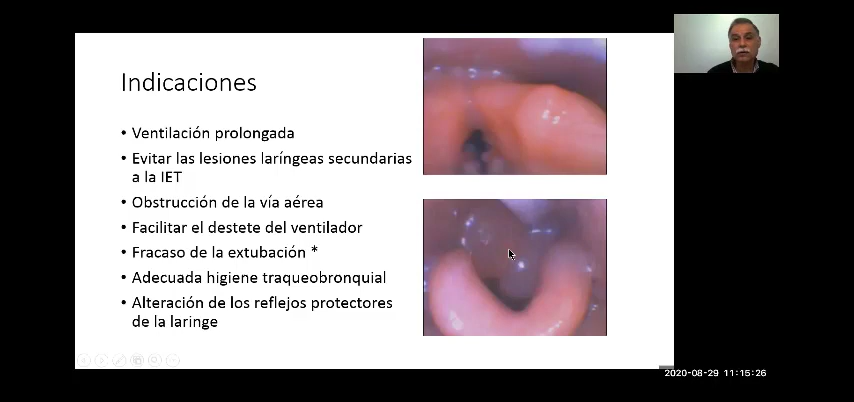 Indicaciones
• Ventilación prolongada
• Evitar las lesiones laríngeas secundarias
a la IET
• Obstrucción de la vía aérea
• Facilitar el destete del ventilador
• Fracaso de la extubación *
• Adecuada higiene traqueobronquial
• Alteración de los reflejos protectores
de la laringe
2020-08-29 11:15:26